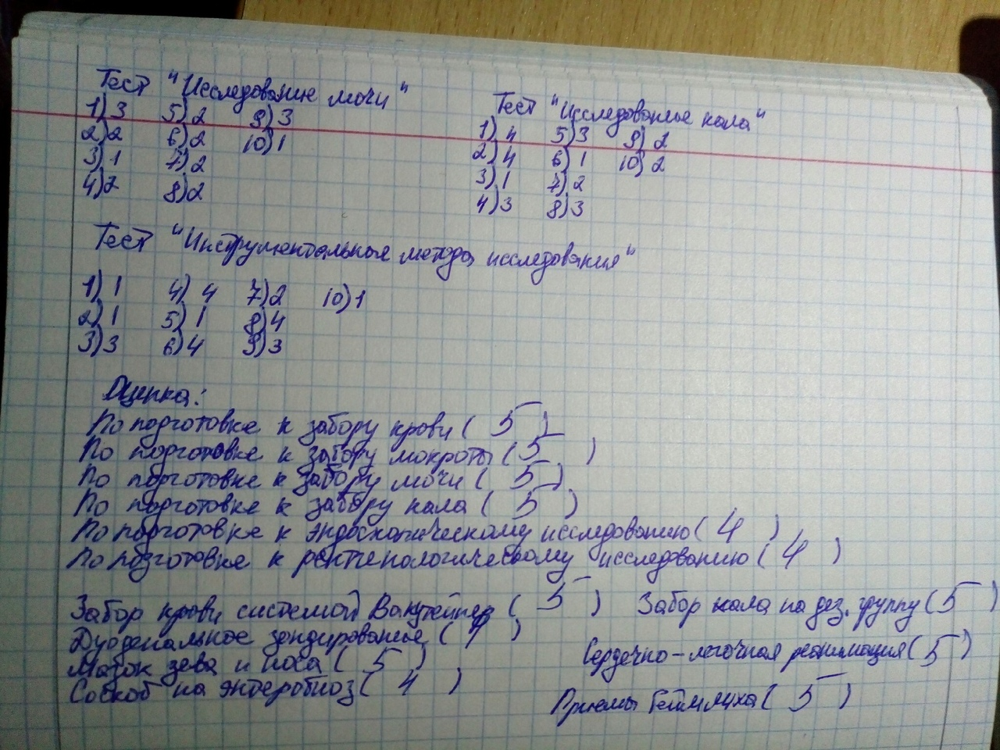 Тест "Исследование мочи"
1) 3 5) 2 9) 3
2) 2 6) 2 10) 1
3) 1 7) 2
4) 2 8) 2
Тест "Исследование кала"
1) 4 5) 3 9) 2
2) 4 6) 1 10) 2
3) 1 7) 2
4) 3 8) 3
Тест "Инструментальные методы исследования"
1) 1 4) 4 7) 2 10) 1
2) 1 5) 1 8) 4
3) 3 6) 4 9) 3
Оценка:
По подготовке к забору крови ( 5 )
По подготовке к забору мокроты ( 5 )
По подготовке к забору мочи ( 5 )
По подготовке к забору кала ( 5 )
По подготовке к эндоскопическому исследованию ( 4 )
По подготовке к рентгенологическому исследованию ( 4 )
Забор крови системой Вакутейнер ( 5 )
Дуоденальное зондирование ( 4 )
Мазок зева и носа ( 5 )
Соскоб на энтеробиоз ( 4 )
Забор кала на дез. группу ( 5 )
Сердечно-легочная реанимация ( 5 )
Приемы Геймлиха ( 5 )